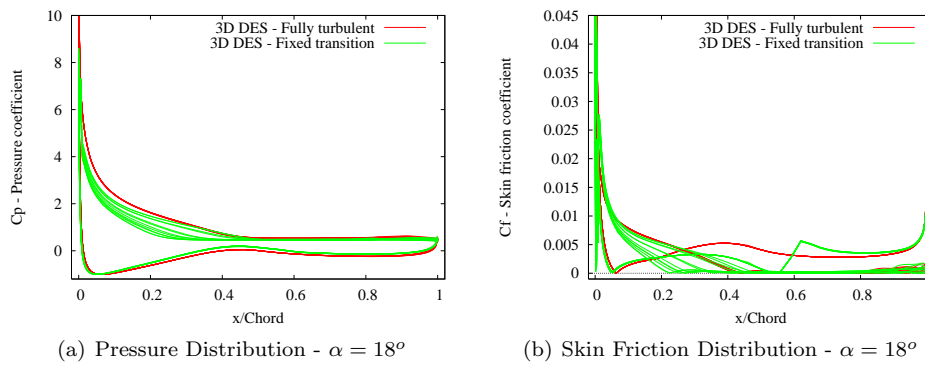 10
8
6
4
2
0
0
0.2
0.4
0.6
0.8
1
Cp - Pressure coefficient
x/Chord
3D DES - Fully turbulent
3D DES - Fixed transition
(a) Pressure Distribution - α = 18°
0.045
0.04
0.035
0.03
0.025
0.02
0.015
0.01
0.005
0
0
0.2
0.4
0.6
0.8
Cf - Skin friction coefficient
x/Chord
3D DES - Fully turbulent
3D DES - Fixed transition
(b) Skin Friction Distribution - α = 18°